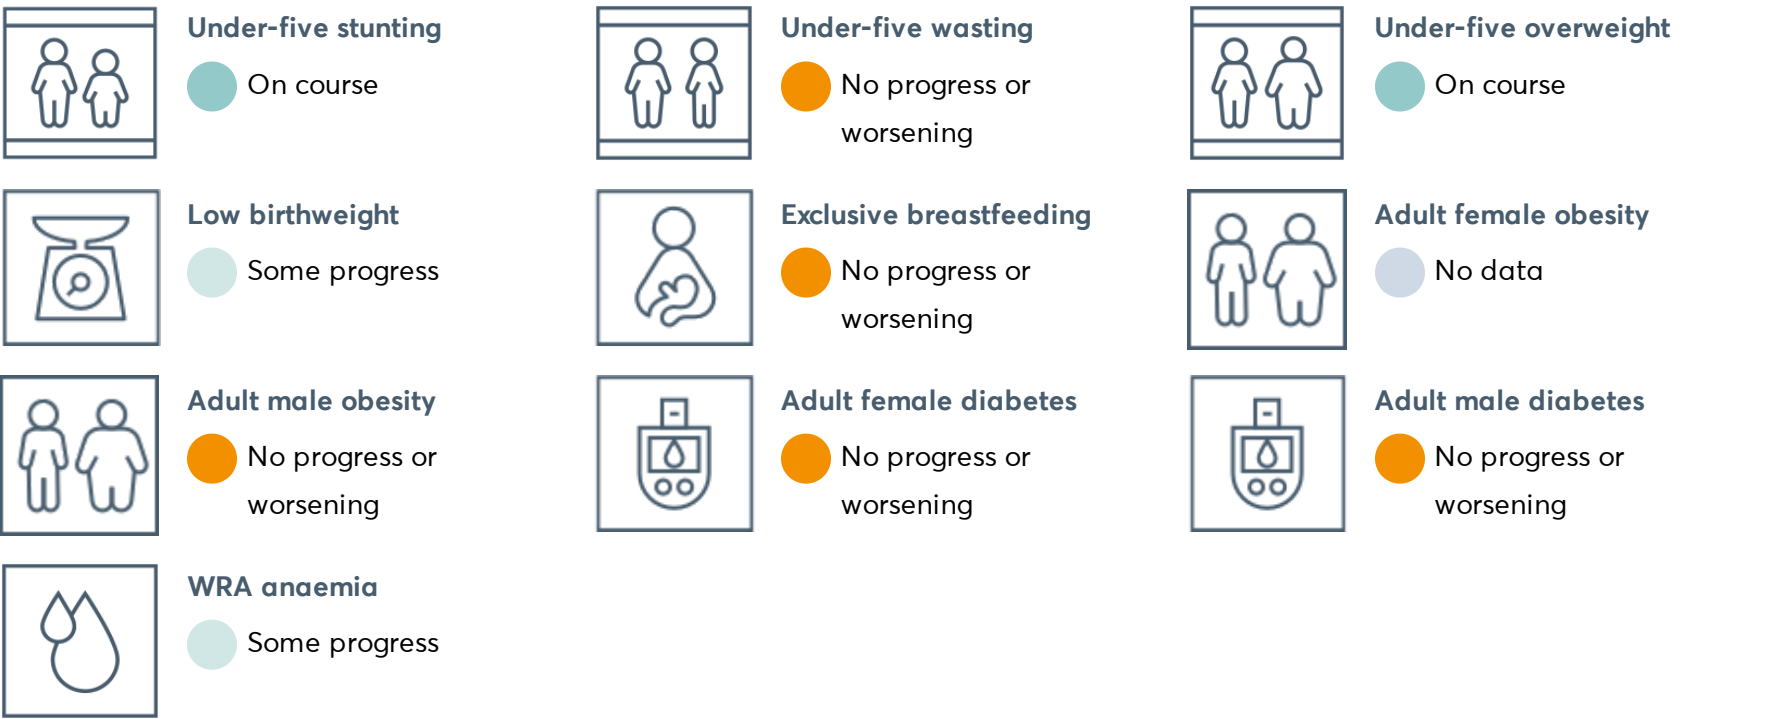 Under-five stunting
On course
Under-five wasting
No progress or
worsening
Under-five overweight
On course
Low birthweight
Some progress
Exclusive breastfeeding
No progress or
worsening
Adult female obesity
No data
Adult male obesity
No progress or
worsening
Adult female diabetes
No progress or
worsening
Adult male diabetes
No progress or
worsening
WRA anaemia
Some progress